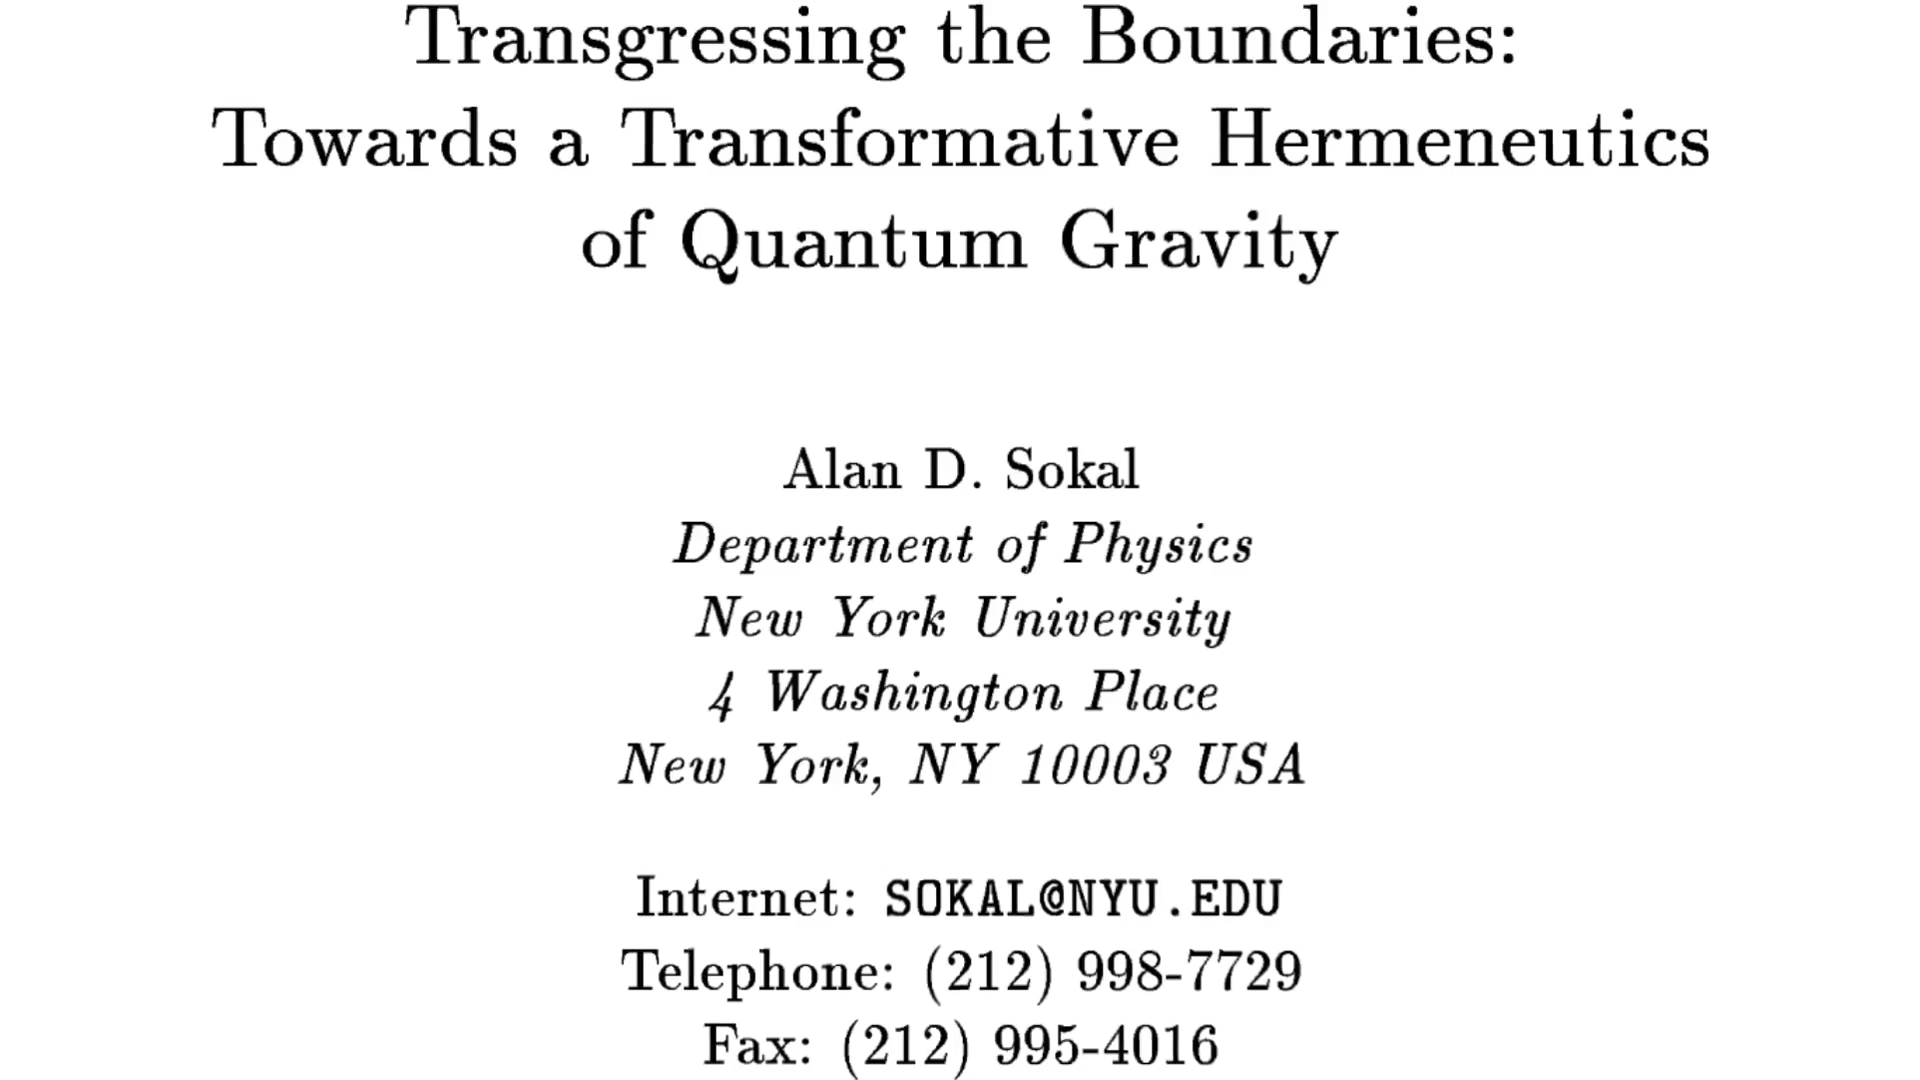 Transgressing the Boundaries:
Towards a Transformative Hermeneutics
of Quantum Gravity
Alan D. Sokal
Department of Physics
New York University
4 Washington Place
New York, NY 10003 USA
Internet: SOKAL@NYU.EDU
Telephone: (212) 998-7729
Fax: (212) 995-4016